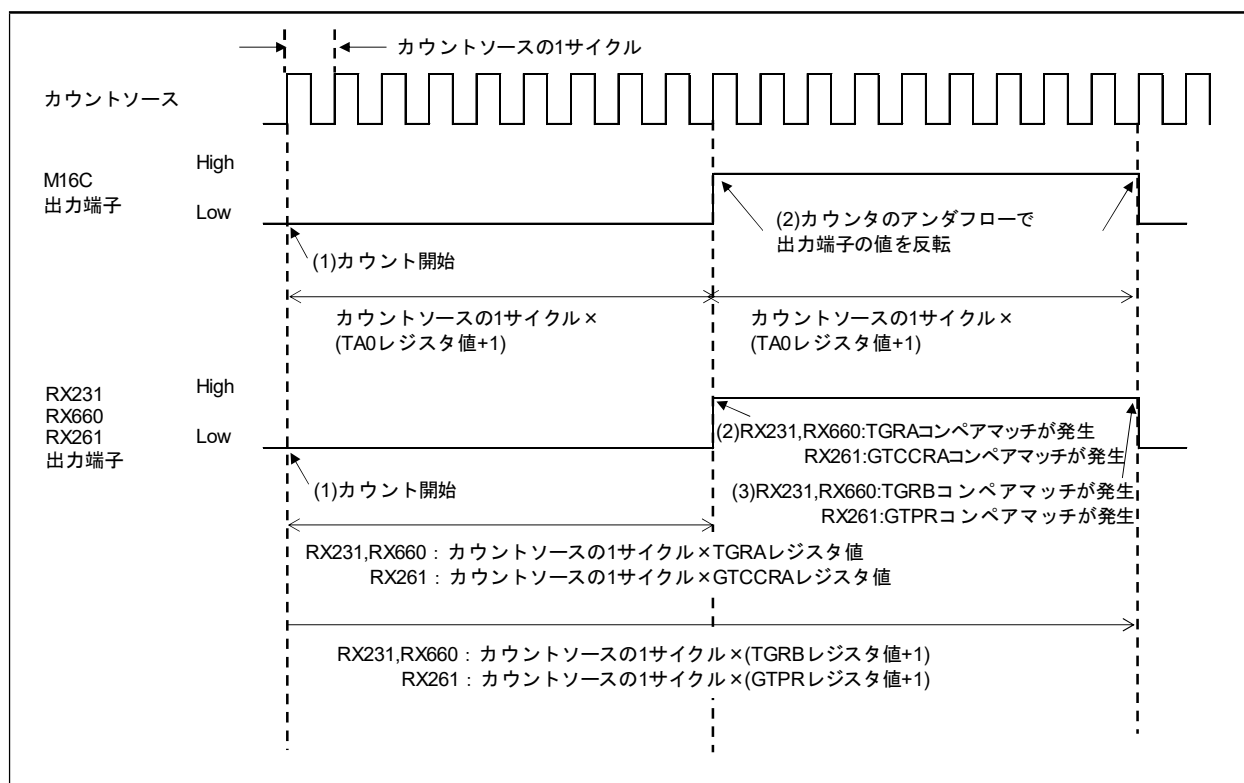 カウントソースの1サイクル
カウントソース
High
M16C
出力端子
Low
(2)カウンタのアンダフローで
出力端子の値を反転
(1)カウント開始
カウントソースの1サイクル×
(TA0レジスタ値+1)
カウントソースの1サイクル×
(TA0レジスタ値+1)
High
RX231
RX660
RX261
出力端子
Low
(2)RX231,RX660:TGRAコンペアマッチが発生
RX261:GTCCRAコンペアマッチが発生
(1)カウント開始
(3)RX231,RX660:TGRBコンペアマッチが発生
RX261:GTPRコンペアマッチが発生
RX231,RX660：カウントソースの1サイクル×TGRAレジスタ値
RX261：カウントソースの1サイクル×GTCCRAレジスタ値
RX231,RX660：カウントソースの1サイクル×(TGRBレジスタ値+1)
RX261：カウントソースの1サイクル×(GTPRレジスタ値+1)